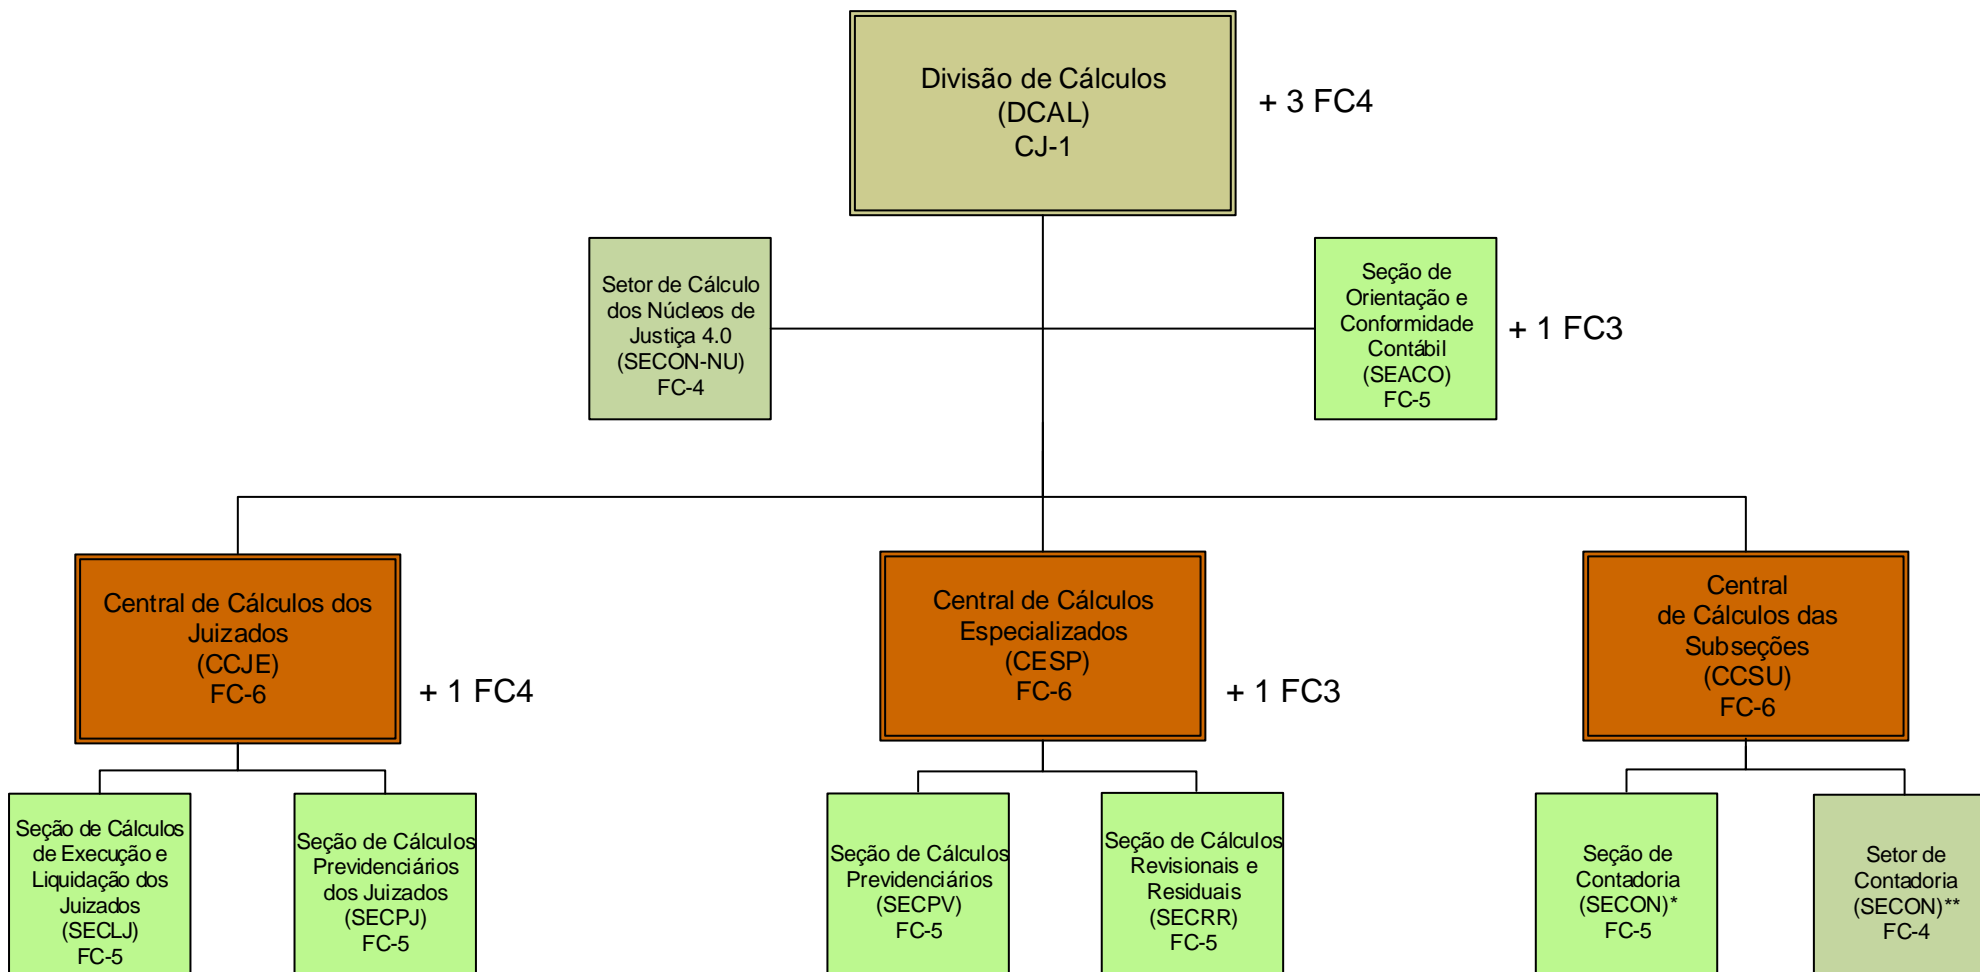 Divisão de Cálculos
(DCAL)
CJ-1
+ 3 FC4
Setor de Cálculo
dos Núcleos de
Justiça 4.0
(SECON-NU)
FC-4
Seção de
Orientação e
Conformidade
Contábil
(SEACO)
FC-5
+ 1 FC3
Central de Cálculos dos
Juizados
(CCJE)
FC-6
+ 1 FC4
Central de Cálculos
Especializados
(CESP)
FC-6
+ 1 FC3
Central
de Cálculos das
Subseções
(CCSU)
FC-6
Seção de Cálculos
de Execução e
Liquidação dos
Juizados
(SECLJ)
FC-5
Seção de Cálculos
Previdenciários
dos Juizados
(SECPJ)
FC-5
Seção de Cálculos
Previdenciários
(SECPV)
FC-5
Seção de Cálculos
Revisionais e
Residuais
(SECRR)
FC-5
Seção de
Contadoria
(SECON)*
FC-5
Setor de
Contadoria
(SECON)**
FC-4